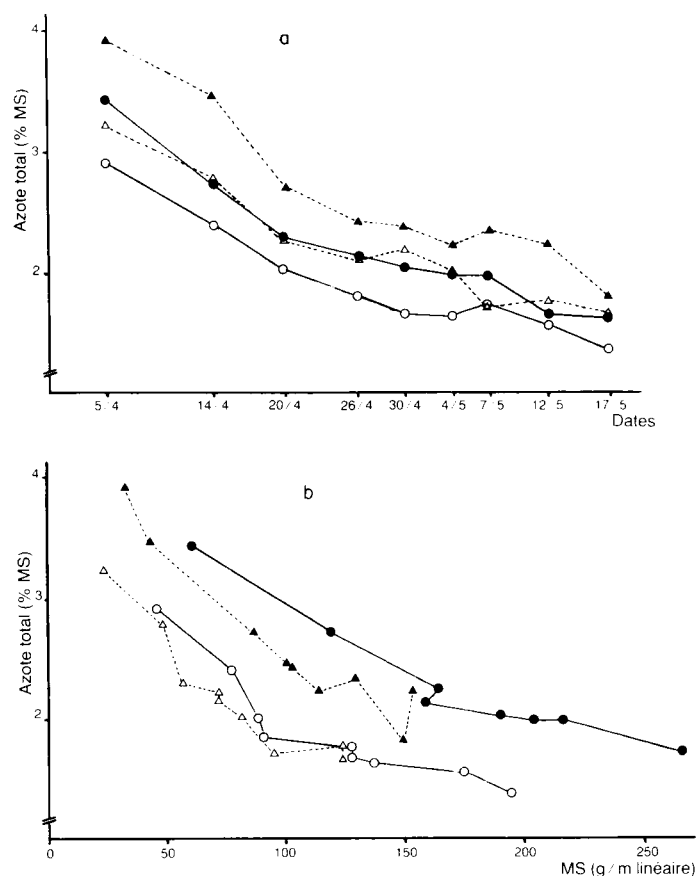 a
Azote total (% MS)
4
3
2
5/4 14/4 20/4 26/4 30/4 4/5 7/5 12 5 17 5
Dates
b
Azote total (% MS)
4
3
2
0 50 100 150 200 250
MS (g/m linéaire)